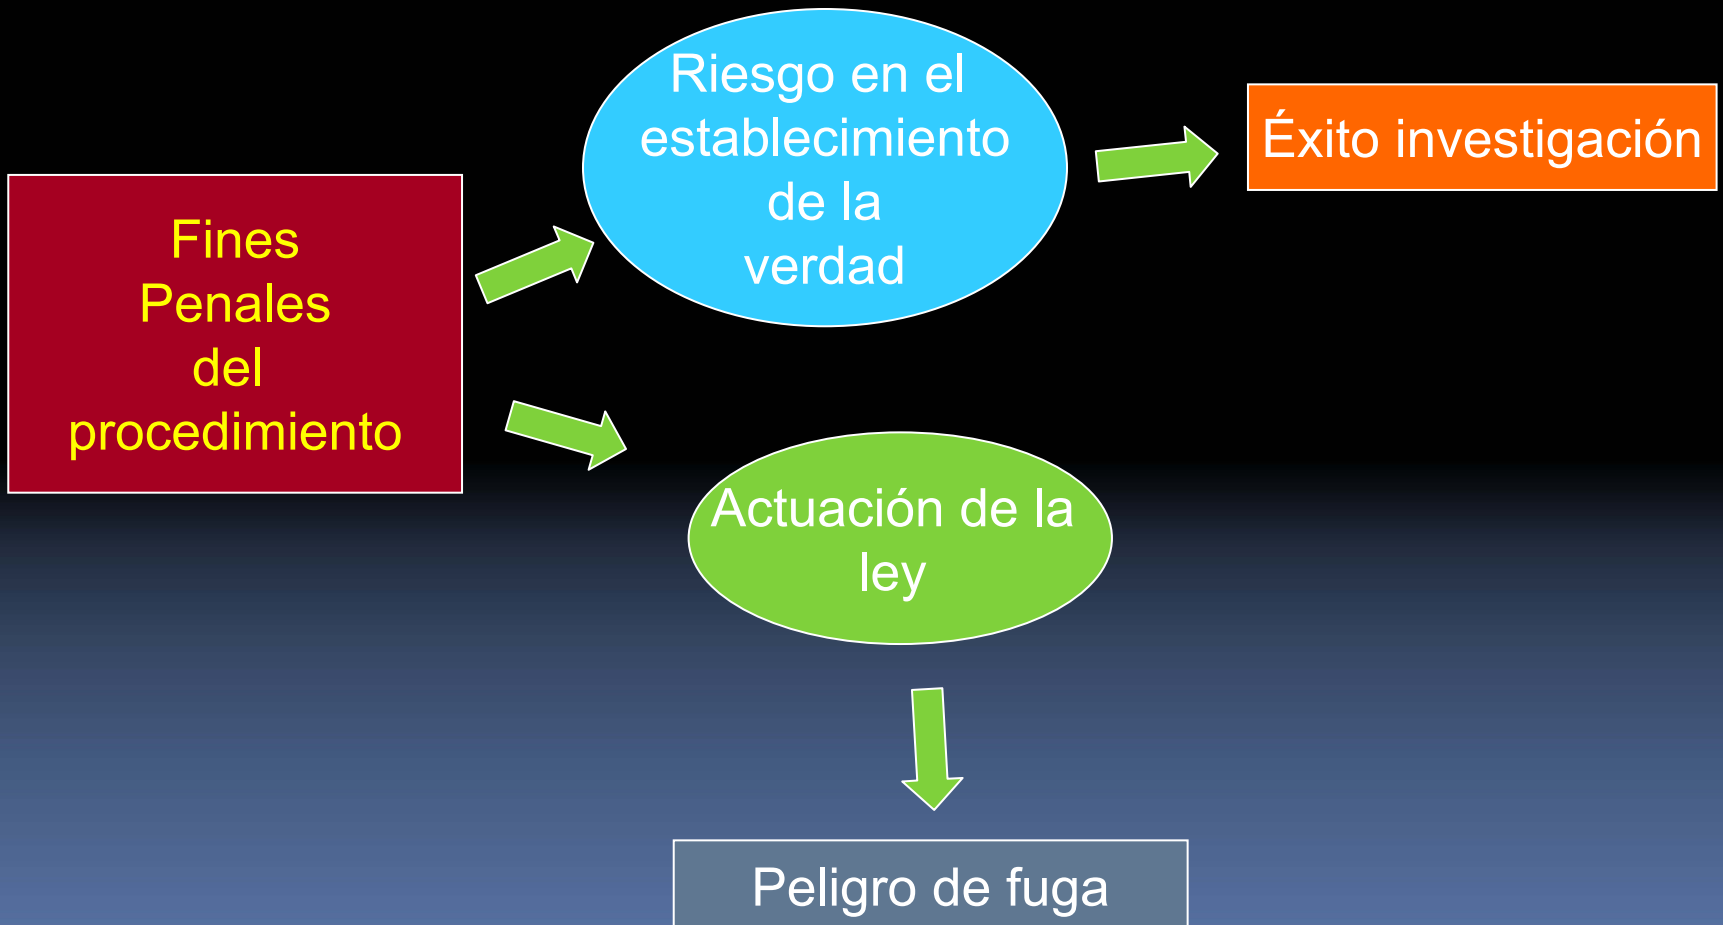 Fines
Penales
del
procedimiento
Riesgo en el
establecimiento
de la
verdad
Éxito investigación
Actuación de la
ley
Peligro de fuga